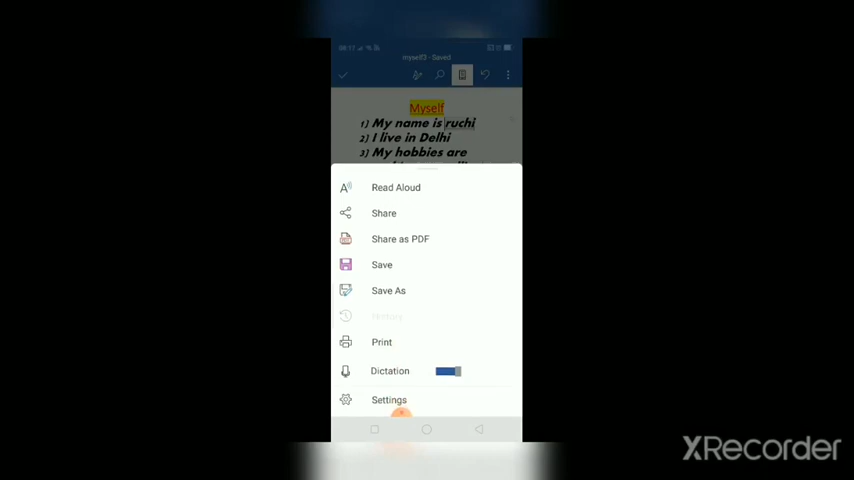 myself3 - Saved
Myself
1) My name is ruchi
2) I live in Delhi
3) My hobbies are
Read Aloud
Share
Share as PDF
Save
Save As
History
Print
Dictation
Settings
XRecorder